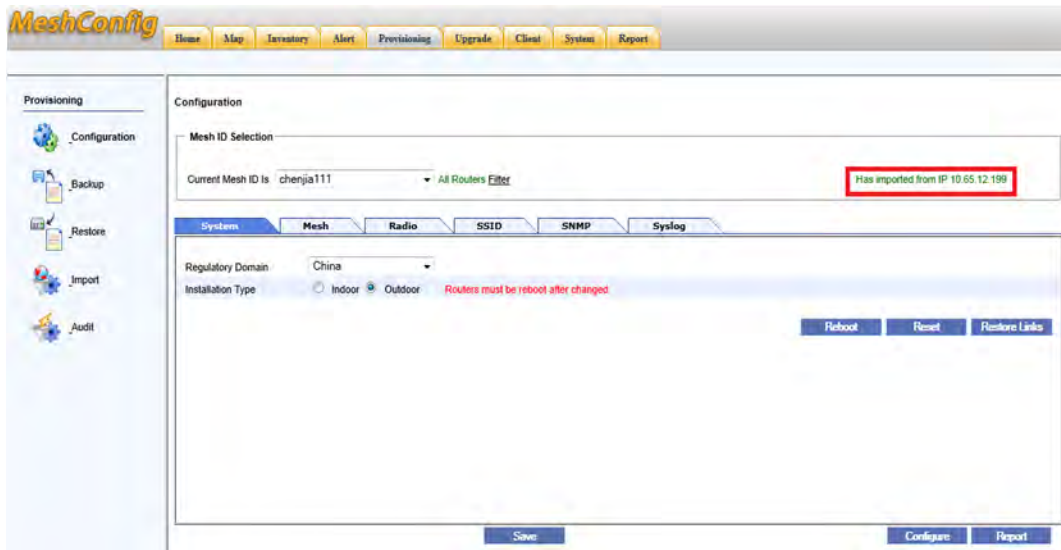 MeshConfig
Home Map Inventory Alert Provisioning Upgrade Client System Report
Provisioning
Configuration
Backup
Restore
Import
Audit
Configuration
Mesh ID Selection
Current Mesh ID Is chenjia111 All Routers Filter Has imported from IP 10.65.12.199
System Mesh Radio SSID SNMP Syslog
Regulatory Domain China
Installation Type Indoor Outdoor Routers must be reboot after changed
Reboot Reset Restore Links
Save Configure Report